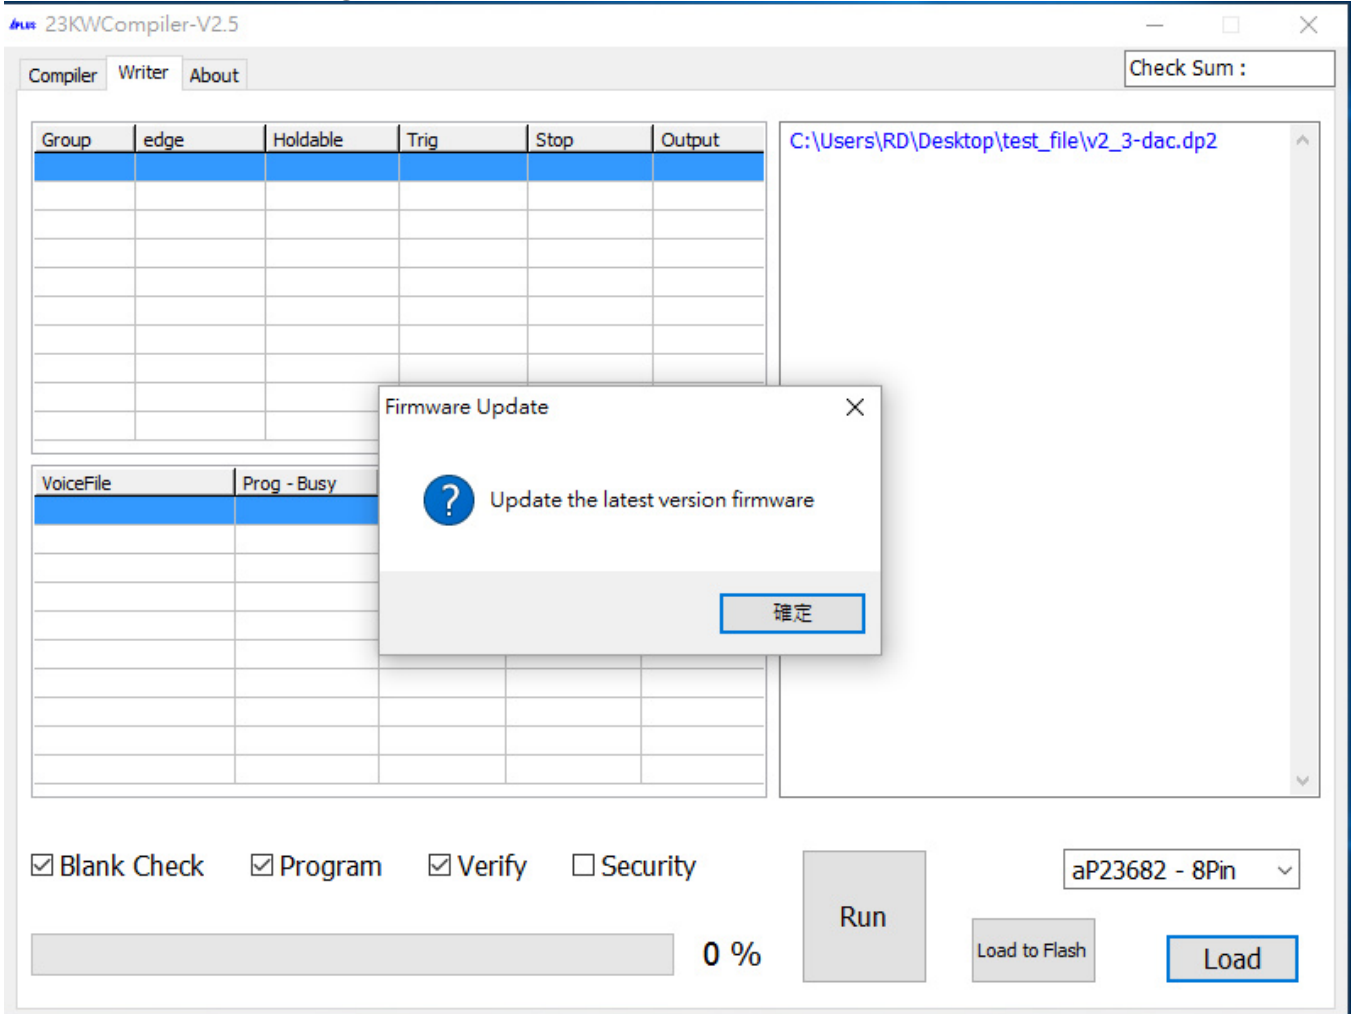 APLUS 23KWCompiler-V2.5
Compiler Writer About
Check Sum :
Group edge Holdable Trig Stop Output
C:\Users\RD\Desktop\test_file\v2_3-dac.dp2
Firmware Update
Update the latest version firmware
確定
VoiceFile Prog - Busy
Blank Check Program Verify Security
aP23682 - 8Pin
Run
0 %
Load to Flash
Load